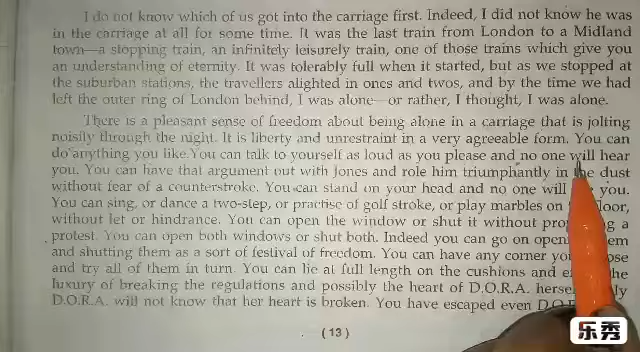 I do not know which of us got into the carriage first. Indeed, I did not know he was
in the carriage at all for some time. It was the last train from London to a Midland
town—a stopping train, an infinitely leisurely train, one of those trains which give you
an understanding of eternity. It was tolerably full when it started, but as we stopped at
the suburban stations, the travellers alighted in ones and twos, and by the time we had
left the outer ring of London behind, I was alone—or rather, I thought, I was alone.
There is a pleasant sense of freedom about being alone in a carriage that is jolting
noisily through the night. It is liberty and unrestraint in a very agreeable form. You can
do anything you like. You can talk to yourself as loud as you please and no one will hear
you. You can have that argument out with Jones and role him triumphantly in the dust
without fear of a counterstroke. You can stand on your head and no one will you.
You can sing, or dance a two-step, or practise of golf stroke, or play marbles on
without let or hindrance. You can open the window or shut it without a
protest. You can open both windows or shut both. Indeed you can go on
and shutting them as a sort of festival of freedom. You can have any corner
and try all of them in turn. You can lie at full length on the cushions and
luxury of breaking the regulations and possibly the heart of D.O.R.A.
D.O.R.A. will not know that her heart is broken. You have escaped even
(13)
乐秀